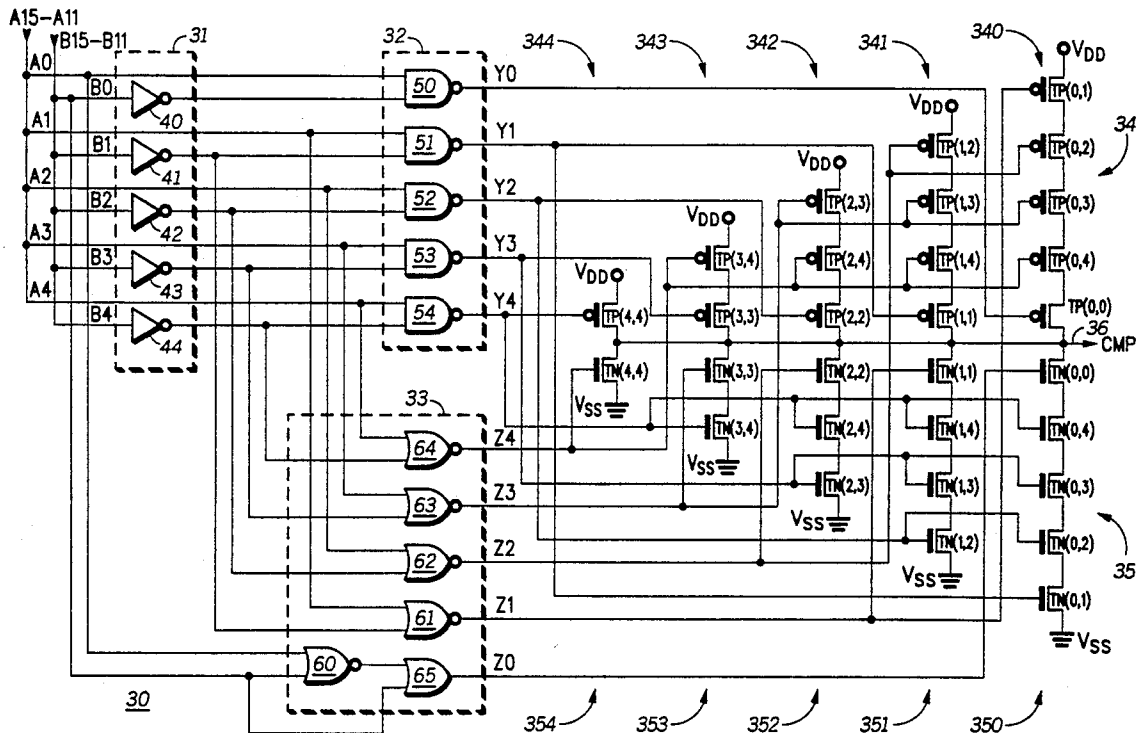 A15-A11
B15-B11
31
32
344
343
342
341
340
VDD
A0
B0
40
50
Y0
TP(0,1)
VDD
34
A1
B1
41
51
Y1
TP(1,2)
TP(0,2)
VDD
A2
B2
42
52
Y2
TP(2,3)
TP(1,3)
TP(0,3)
VDD
A3
B3
43
53
Y3
TP(3,4)
TP(2,4)
TP(1,4)
TP(0,4)
VDD
A4
B4
44
54
Y4
TP(4,4)
TP(3,3)
TP(2,2)
TP(1,1)
TP(0,0)
36
CMP
TN(4,4)
TN(3,3)
TN(2,2)
TN(1,1)
TN(0,0)
VSS
33
64
Z4
TN(3,4)
TN(2,4)
TN(1,4)
TN(0,4)
VSS
63
Z3
TN(2,3)
TN(1,3)
TN(0,3)
VSS
62
Z2
TN(1,2)
TN(0,2)
35
VSS
61
Z1
TN(0,1)
VSS
60
65
Z0
30
354
353
352
351
350